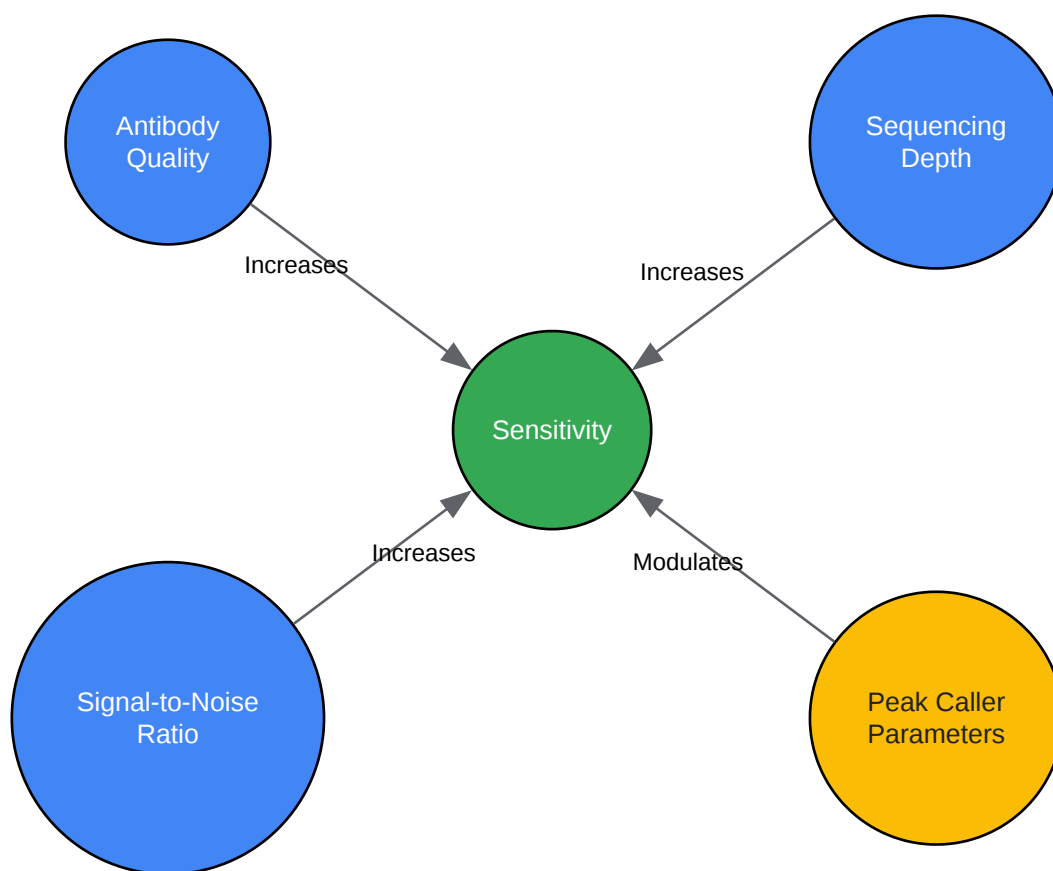 Antibody
Quality
Sequencing
Depth
Increases
Increases
Sensitivity
Increases
Modulates
Signal-to-Noise
Ratio
Peak Caller
Parameters